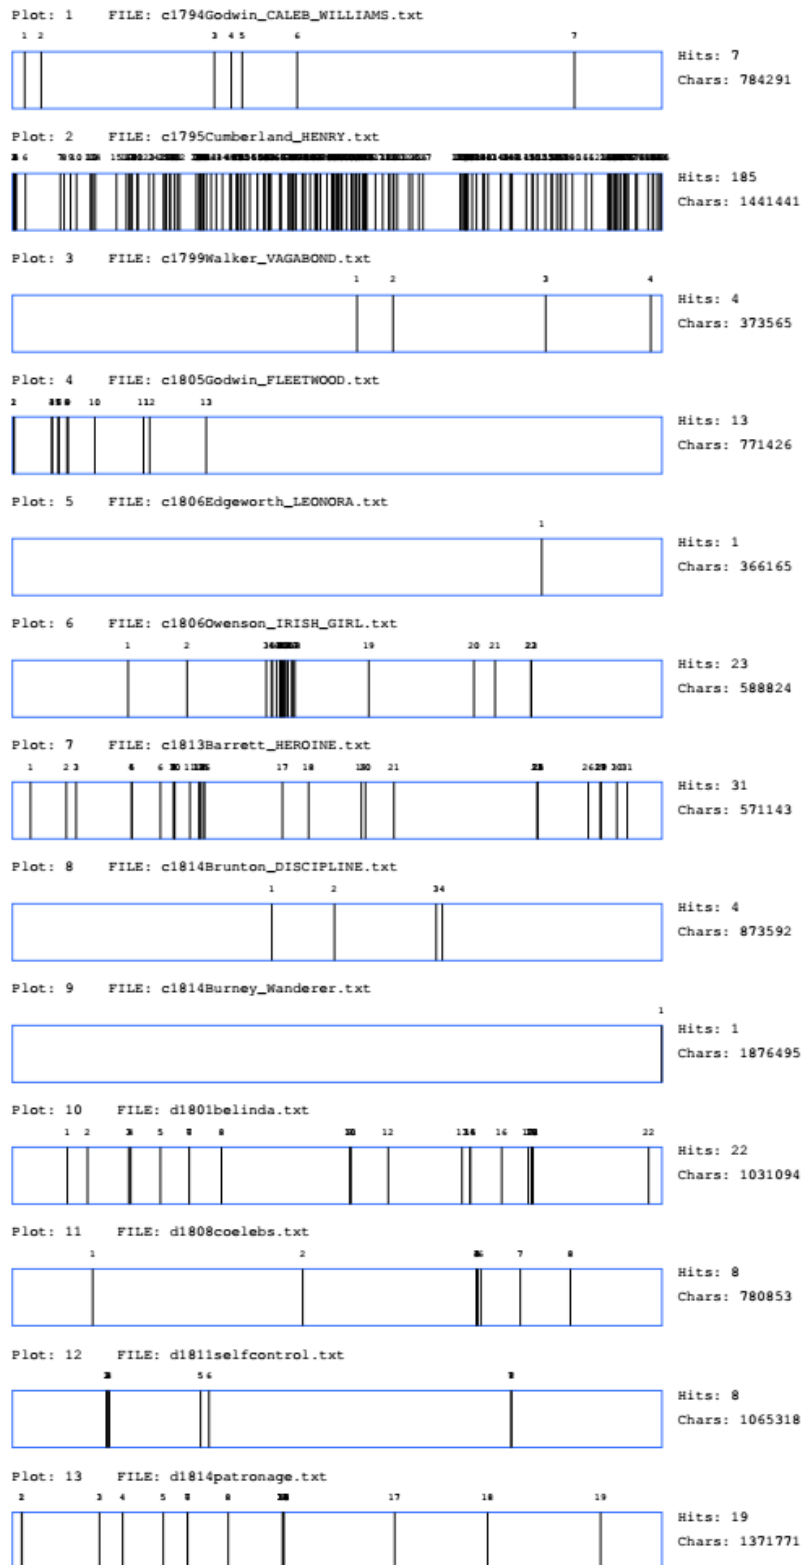 Plot: 1 FILE: c1794Godwin_CALEB_WILLIAMS.txt
1 2 3 4 5 6 7
Hits: 7
Chars: 784291
Plot: 2 FILE: c1795Cumberland_HENRY.txt
Hits: 185
Chars: 1441441
Plot: 3 FILE: c1799Walker_VAGABOND.txt
1 2 3 4
Hits: 4
Chars: 373565
Plot: 4 FILE: c1805Godwin_FLEETWOOD.txt
10 1112 13
Hits: 13
Chars: 771426
Plot: 5 FILE: c1806Edgeworth_LEONORA.txt
1
Hits: 1
Chars: 366165
Plot: 6 FILE: c1806Owenson_IRISH_GIRL.txt
1 2 19 20 21
Hits: 23
Chars: 588824
Plot: 7 FILE: c1813Barrett_HEROINE.txt
1 2 3 6 17 18 21 26 3031
Hits: 31
Chars: 571143
Plot: 8 FILE: c1814Brunton_DISCIPLINE.txt
1 2 34
Hits: 4
Chars: 873592
Plot: 9 FILE: c1814Burney_Wanderer.txt
1
Hits: 1
Chars: 1876495
Plot: 10 FILE: d1801belinda.txt
1 2 5 8 12 16 22
Hits: 22
Chars: 1031094
Plot: 11 FILE: d1808coelebs.txt
1 2 7 8
Hits: 8
Chars: 780853
Plot: 12 FILE: d1811selfcontrol.txt
5 6
Hits: 8
Chars: 1065318
Plot: 13 FILE: d1814patronage.txt
3 4 5 8 17 18 19
Hits: 19
Chars: 1371771